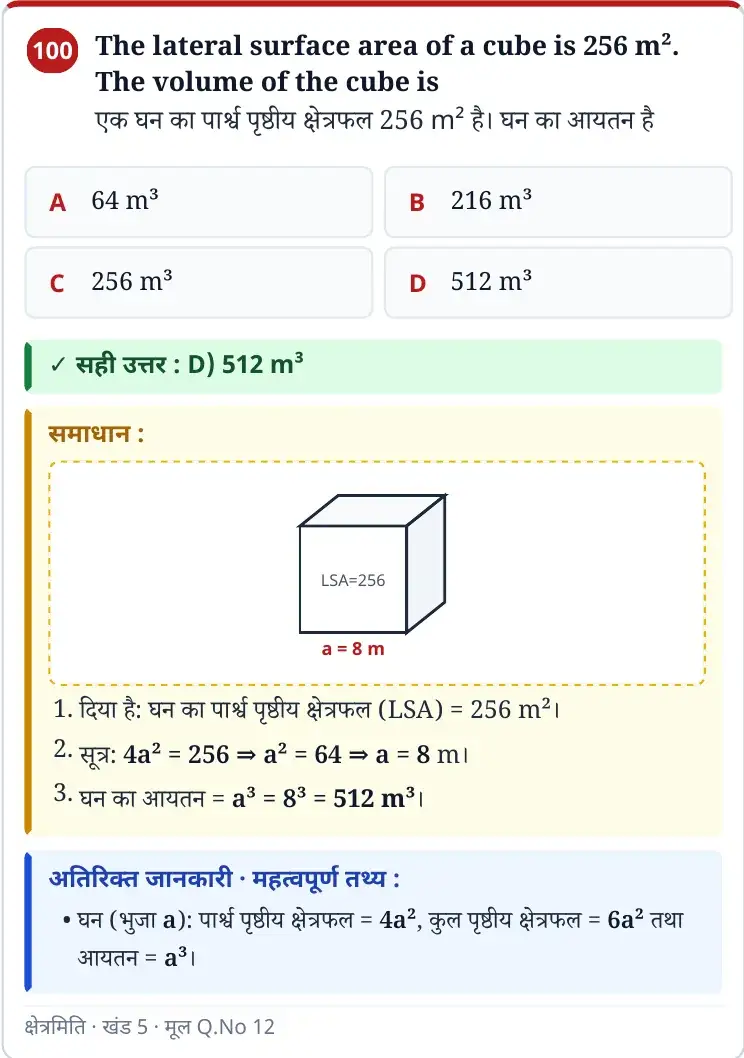 100 The lateral surface area of a cube is 256 m².
The volume of the cube is
एक घन का पार्श्व पृष्ठीय क्षेत्रफल 256 m² है। घन का आयतन है
A 64 m³
B 216 m³
C 256 m³
D 512 m³
✓ सही उत्तर : D) 512 m³
समाधान :
LSA=256
a = 8 m
1. दिया है: घन का पार्श्व पृष्ठीय क्षेत्रफल (LSA) = 256 m²।
2. सूत्र: 4a² = 256 ⇒ a² = 64 ⇒ a = 8 m।
3. घन का आयतन = a³ = 8³ = 512 m³।
अतिरिक्त जानकारी · महत्वपूर्ण तथ्य :
• घन (भुजा a): पार्श्व पृष्ठीय क्षेत्रफल = 4a², कुल पृष्ठीय क्षेत्रफल = 6a² तथा
आयतन = a³।
क्षेत्रमिति · खंड 5 · मूल Q.No 12